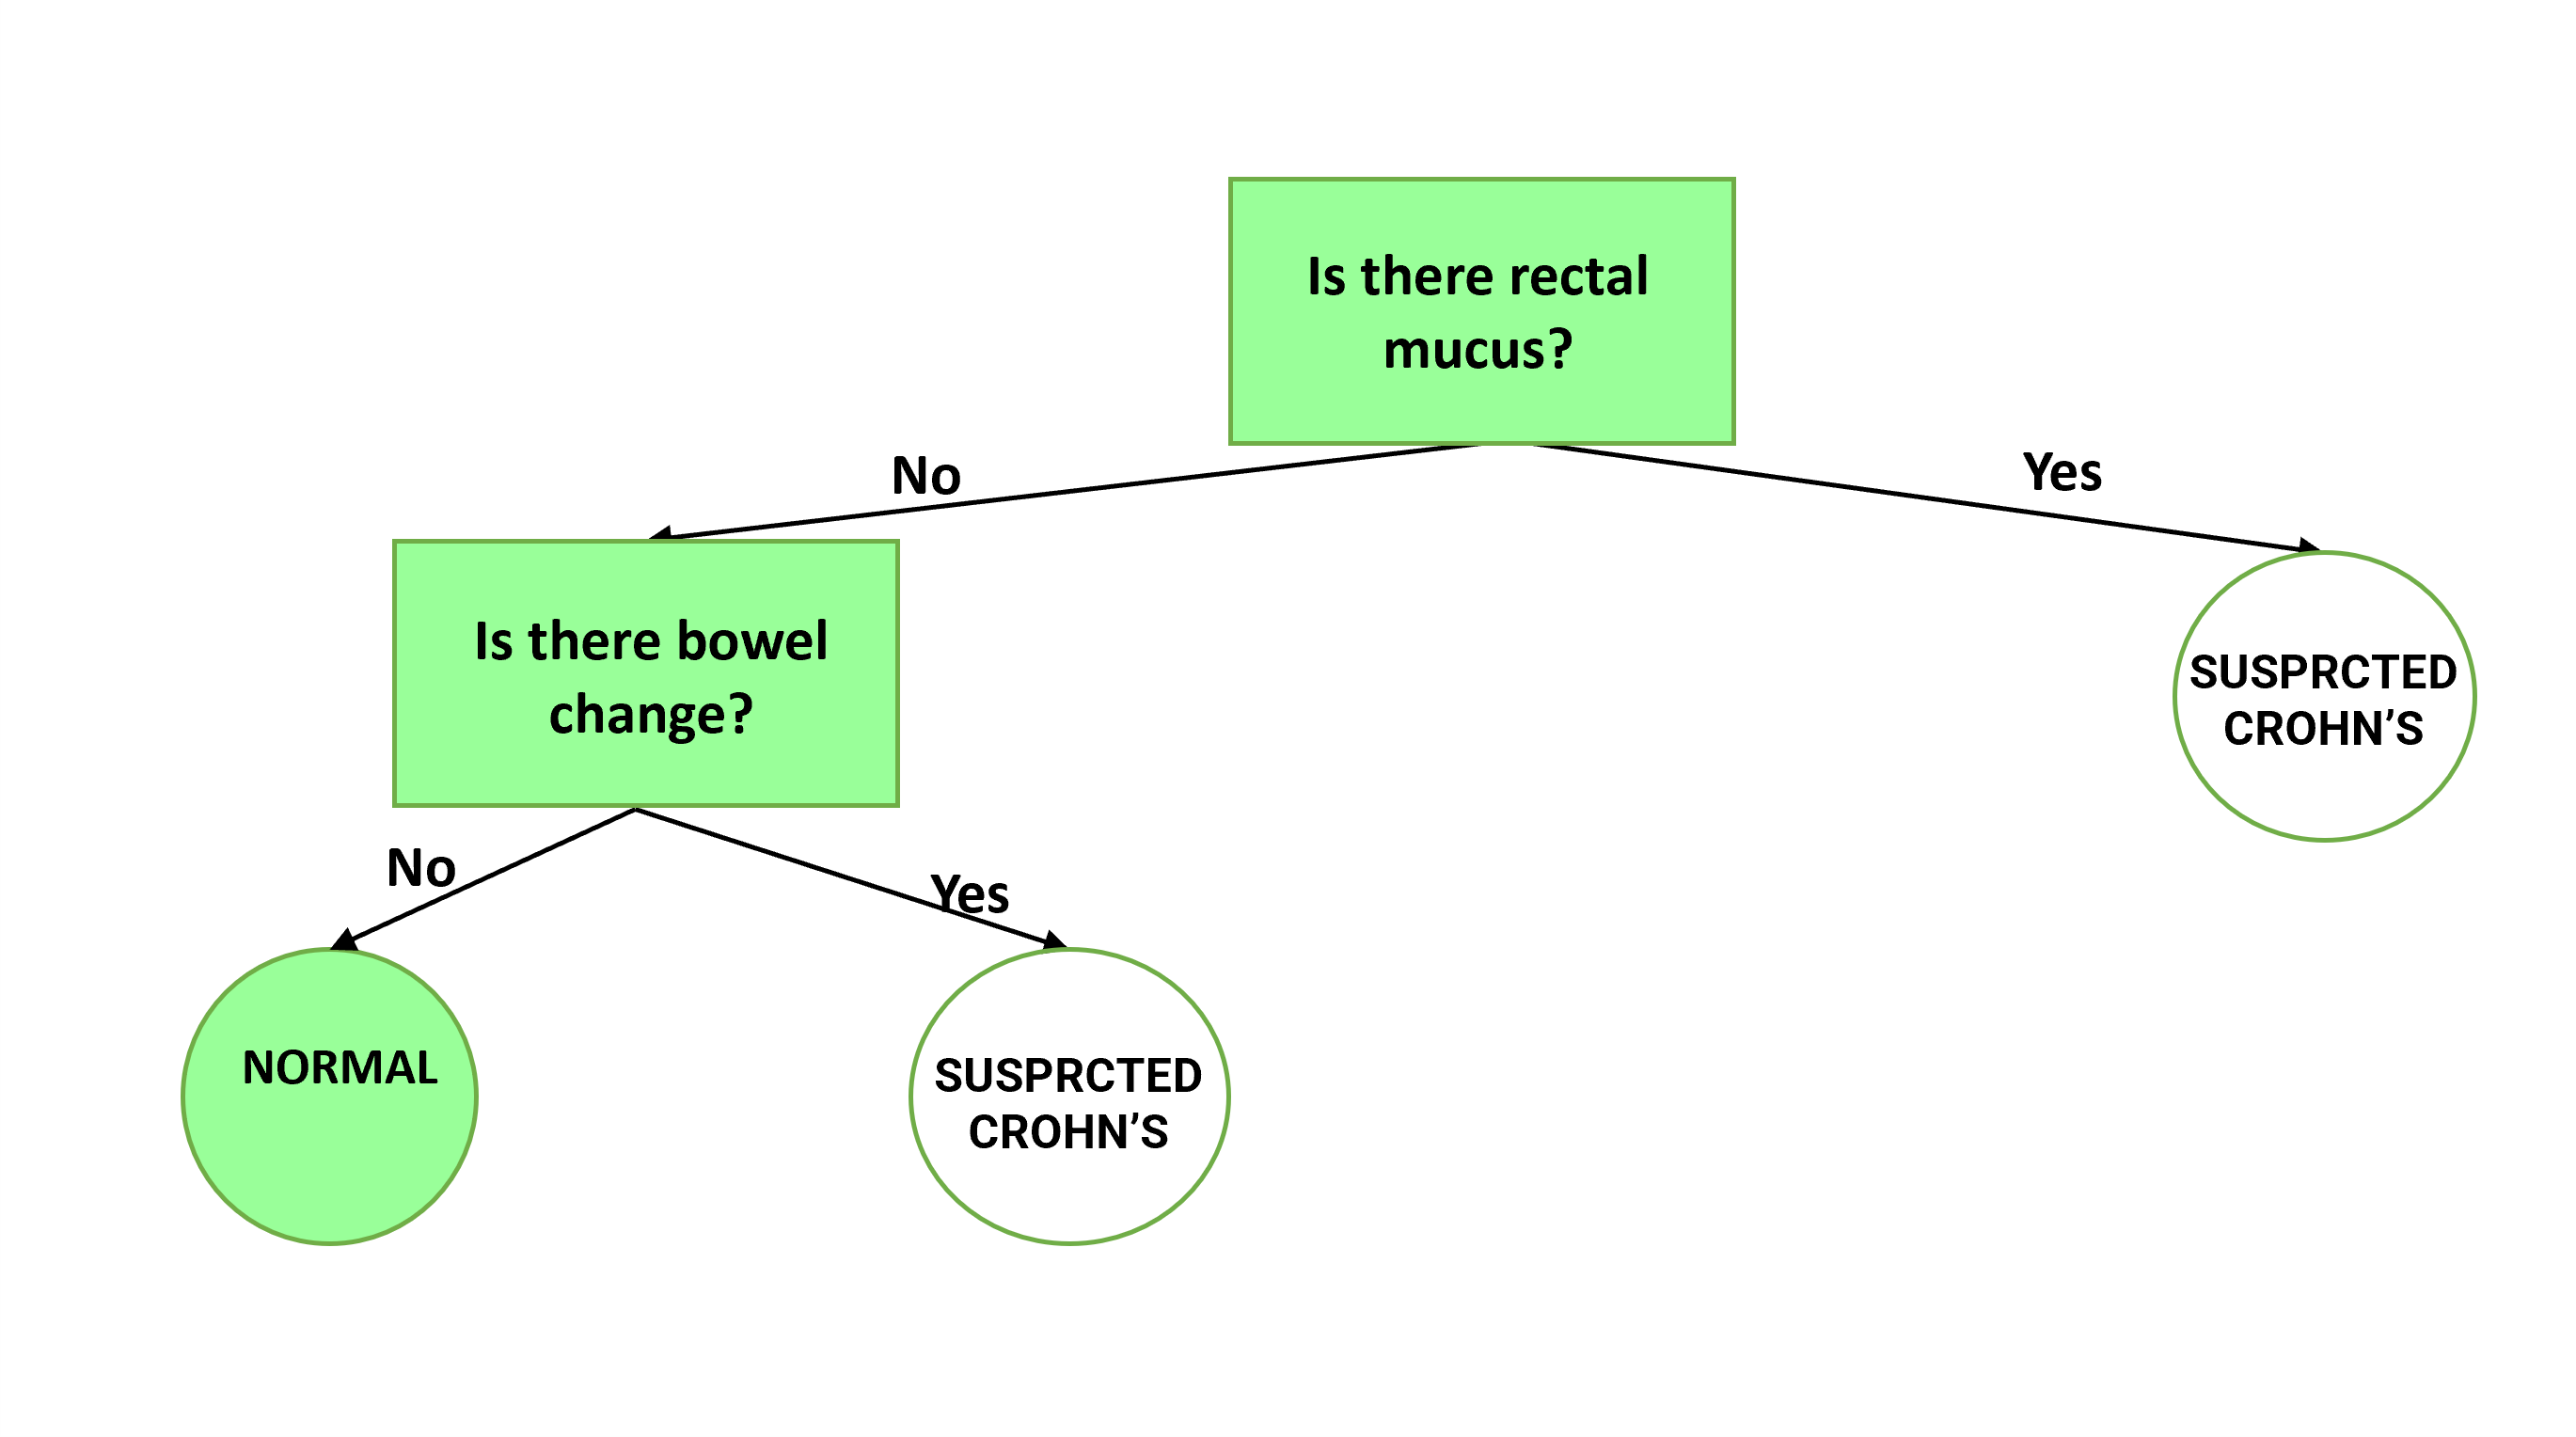 Is there rectal
mucus?
No
Yes
Is there bowel
change?
SUSPRCTED
CROHN’S
No
Yes
NORMAL
SUSPRCTED
CROHN’S